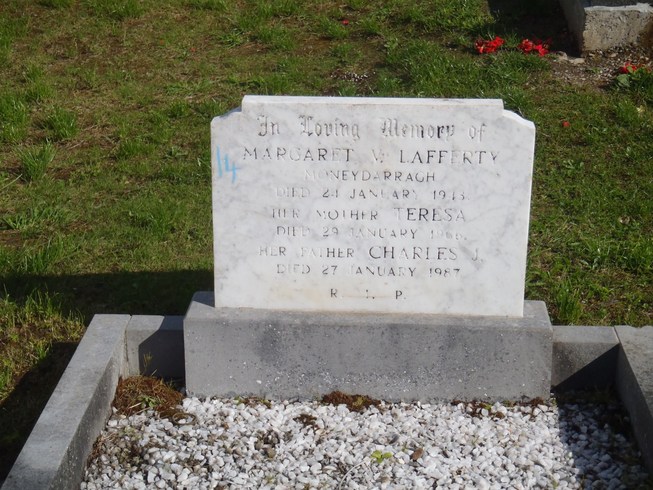 In Loving Memory of
14
MARGARET V. LAFFERTY
MONEYDARRAGH
DIED 24 JANUARY 1943.
HER MOTHER TERESA
DIED 29 JANUARY
HER FATHER CHARLES J.
DIED 27 JANUARY 1987.
R. I. P.